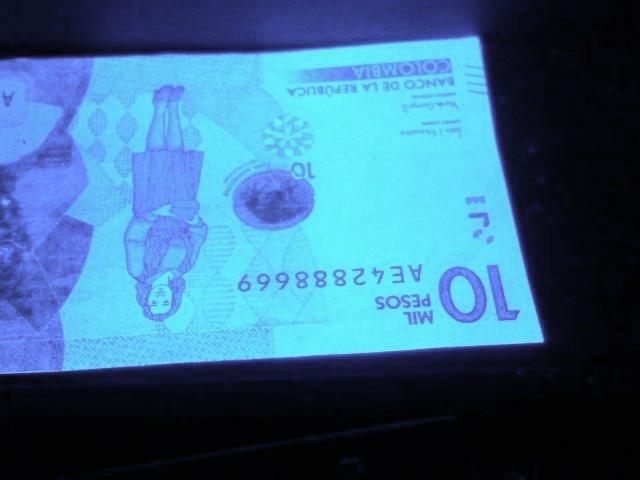 10 MIL
PESOS
AE42888669
10
BANCO DE LA REPÚBLICA
COLOMBIA
A